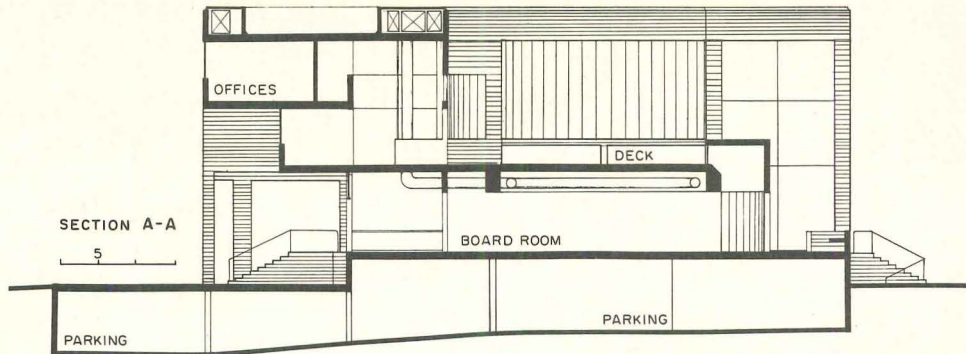 OFFICES
DECK
SECTION A-A
5
BOARD ROOM
PARKING
PARKING